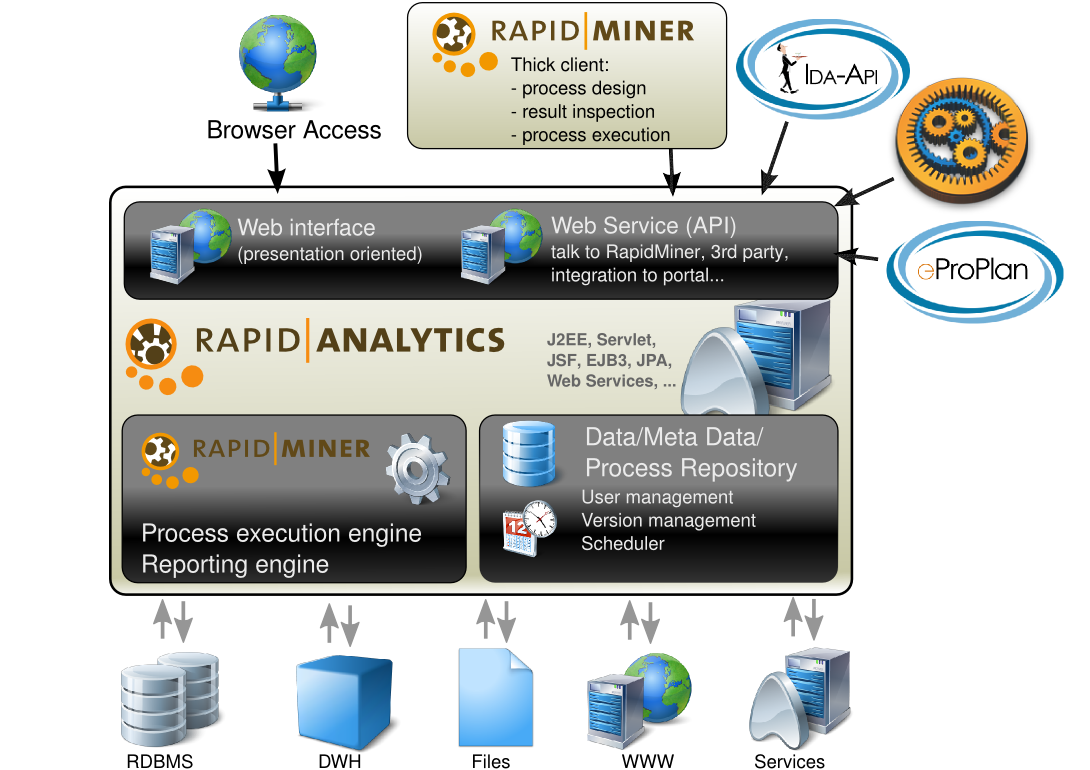 RAPID|MINER
Thick client:
- process design
- result inspection
- process execution
IDA-API
Browser Access
eProPlan
Web interface
(presentation oriented)
Web Service (API)
talk to RapidMiner, 3rd party,
integration to portal...
RAPID|ANALYTICS
J2EE, Servlet,
JSF, EJB3, JPA,
Web Services, ...
RAPID|MINER
Process execution engine
Reporting engine
Data/Meta Data/
Process Repository
12
User management
Version management
Scheduler
RDBMS
DWH
Files
WWW
Services